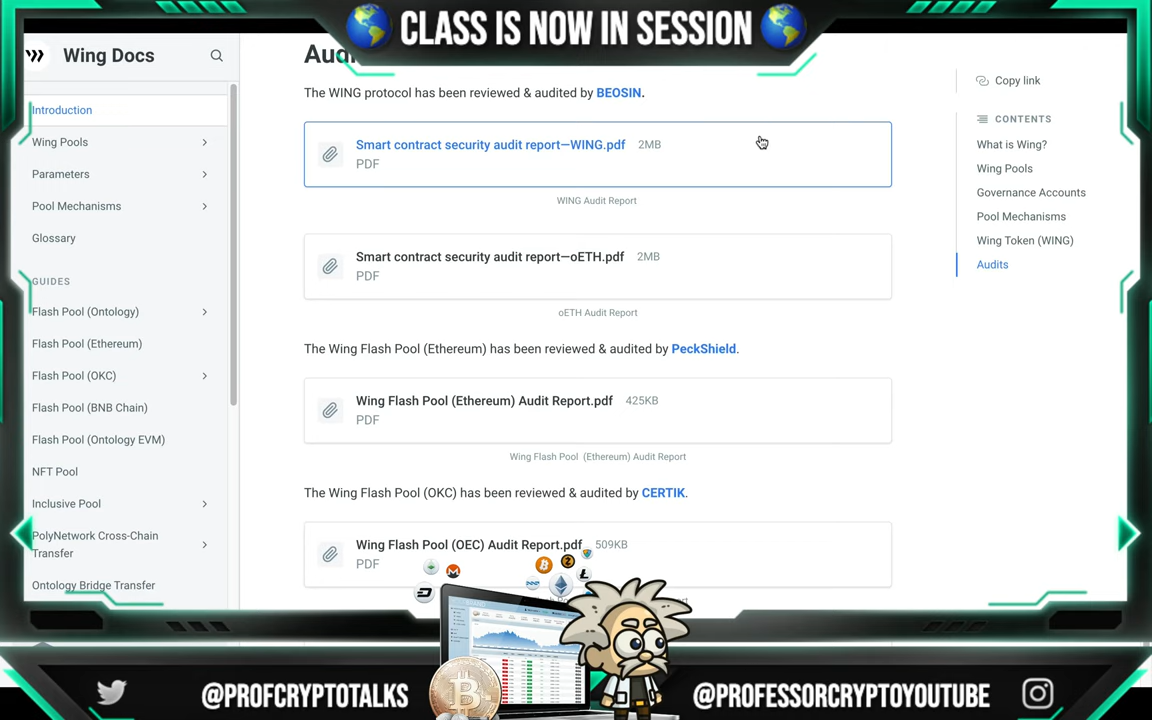 CLASS IS NOW IN SESSION
Wing Docs
Introduction
Wing Pools
Parameters
Pool Mechanisms
Glossary
GUIDES
Flash Pool (Ontology)
Flash Pool (Ethereum)
Flash Pool (OKC)
Flash Pool (BNB Chain)
Flash Pool (Ontology EVM)
NFT Pool
Inclusive Pool
PolyNetwork Cross-Chain
Transfer
Ontology Bridge Transfer
The WING protocol has been reviewed & audited by BEOSIN.
Smart contract security audit report—WING.pdf 2MB
PDF
WING Audit Report
Smart contract security audit report—oETH.pdf 2MB
PDF
oETH Audit Report
The Wing Flash Pool (Ethereum) has been reviewed & audited by PeckShield.
Wing Flash Pool (Ethereum) Audit Report.pdf 425KB
PDF
Wing Flash Pool (Ethereum) Audit Report
The Wing Flash Pool (OKC) has been reviewed & audited by CERTIK.
Wing Flash Pool (OEC) Audit Report.pdf 509KB
PDF
Copy link
CONTENTS
What is Wing?
Wing Pools
Governance Accounts
Pool Mechanisms
Wing Token (WING)
Audits
@PROFCRYPTOTALKS
@PROFESSORCRYPTOYOUTUBE